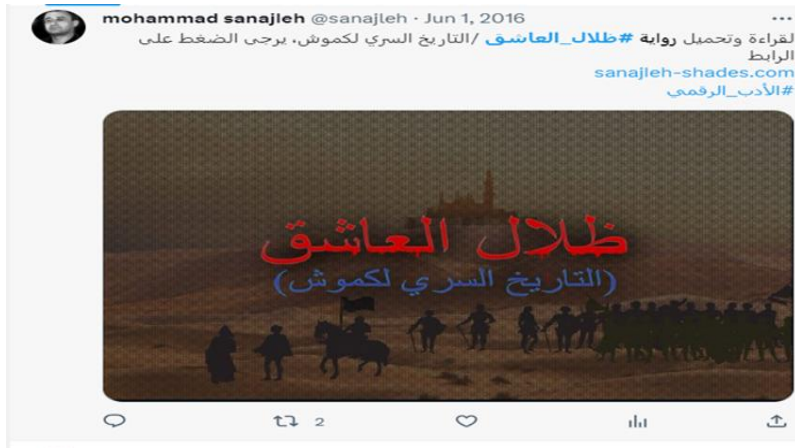 mohammad sanajleh @sanajleh · Jun 1, 2016
لقراءة وتحميل رواية #ظلال_العاشق /التاريخ السري لكموش، يرجى الضغط على
الرابط
sanajleh-shades.com
#الأدب_الرقمي
ظلال العاشق
(التاريخ السري لكموش)
2